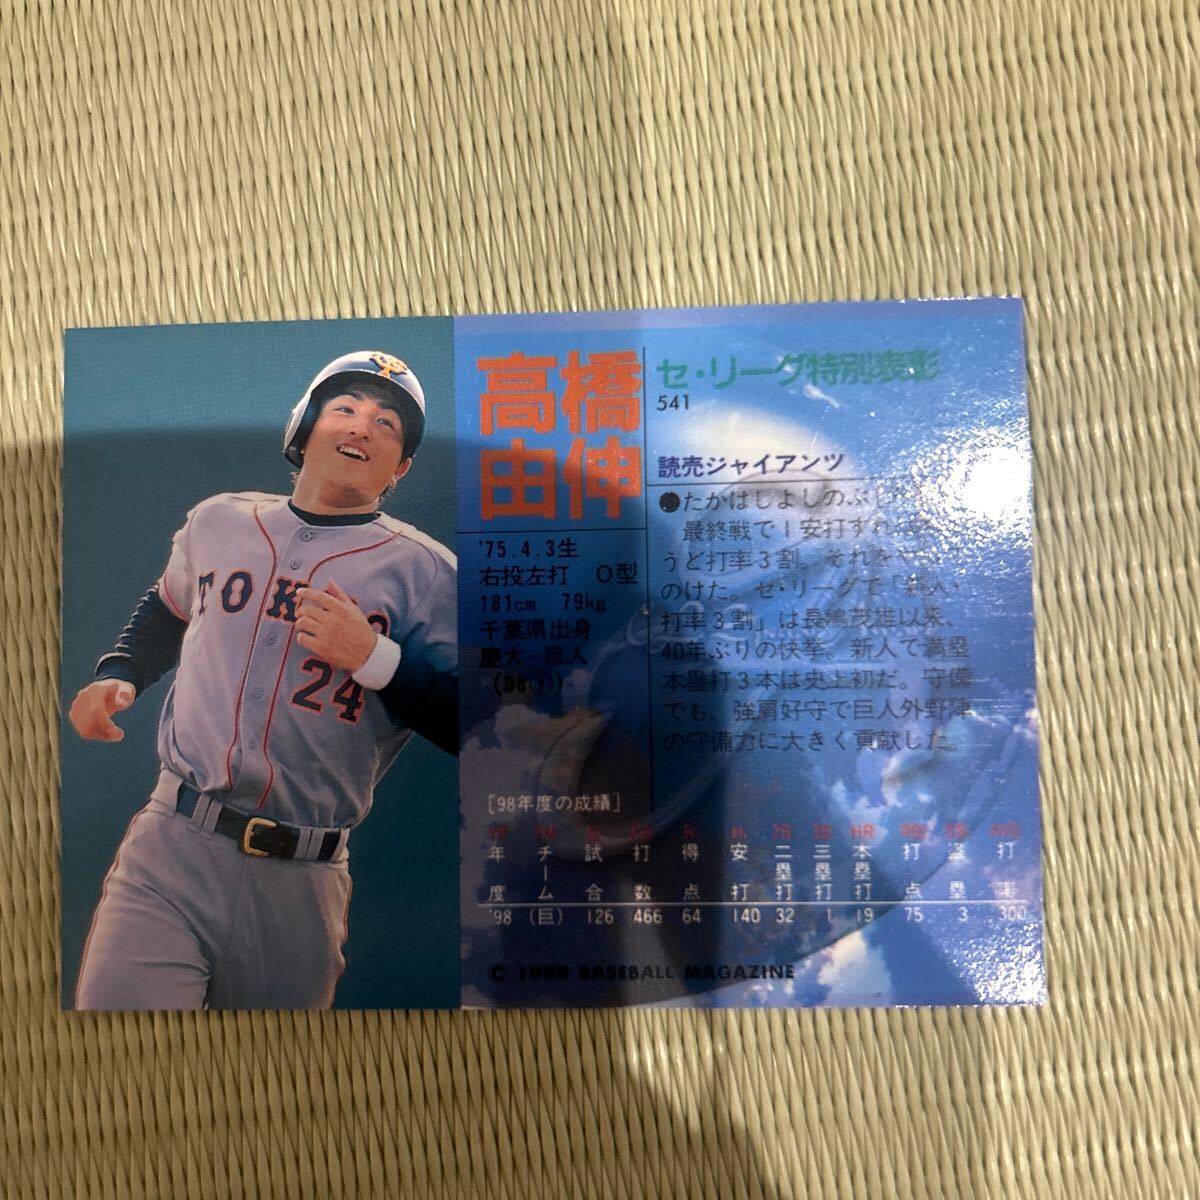 TOKYO
24
高橋
由伸
'75.4.3生
右投左打 O型
181cm 79kg
千葉県出身
慶大−巨人
('98①)
セ・リーグ特別表彰
541
読売ジャイアンツ
●たかはしよしのぶ
最終戦で1安打すれば
うど打率3割。それを
のけた。セ・リーグで「新人
打率3割」は長嶋茂雄以来、
40年ぶりの快挙。新人で満塁
本塁打3本は史上初だ。守備
でも、強肩好守で巨人外野陣
の守備力に大きく貢献した。
[98年度の成績]
YR TM G AB R H 2B 3B HR RBI SB AVG
年度 チーム 試合 打数 得点 安打 二塁打 三塁打 本塁打 打点 盗塁 打率
'98 (巨) 126 466 64 140 32 1 19 75 3 300
© 1999 BASEBALL MAGAZINE